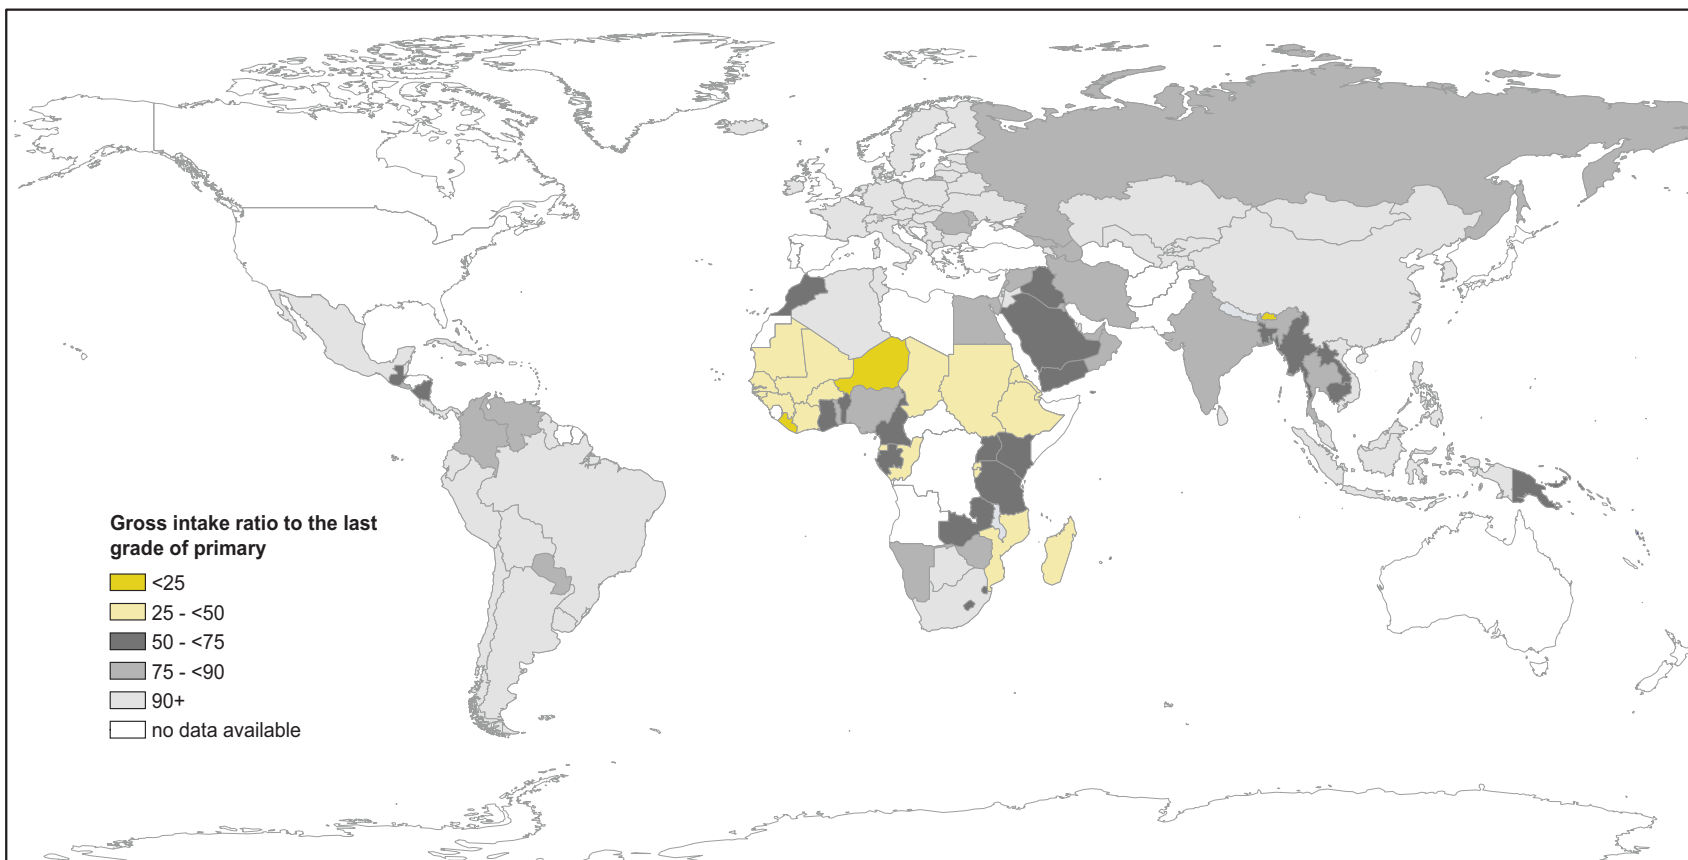 Gross intake ratio to the last
grade of primary
<25
25 - <50
50 - <75
75 - <90
90+
no data available